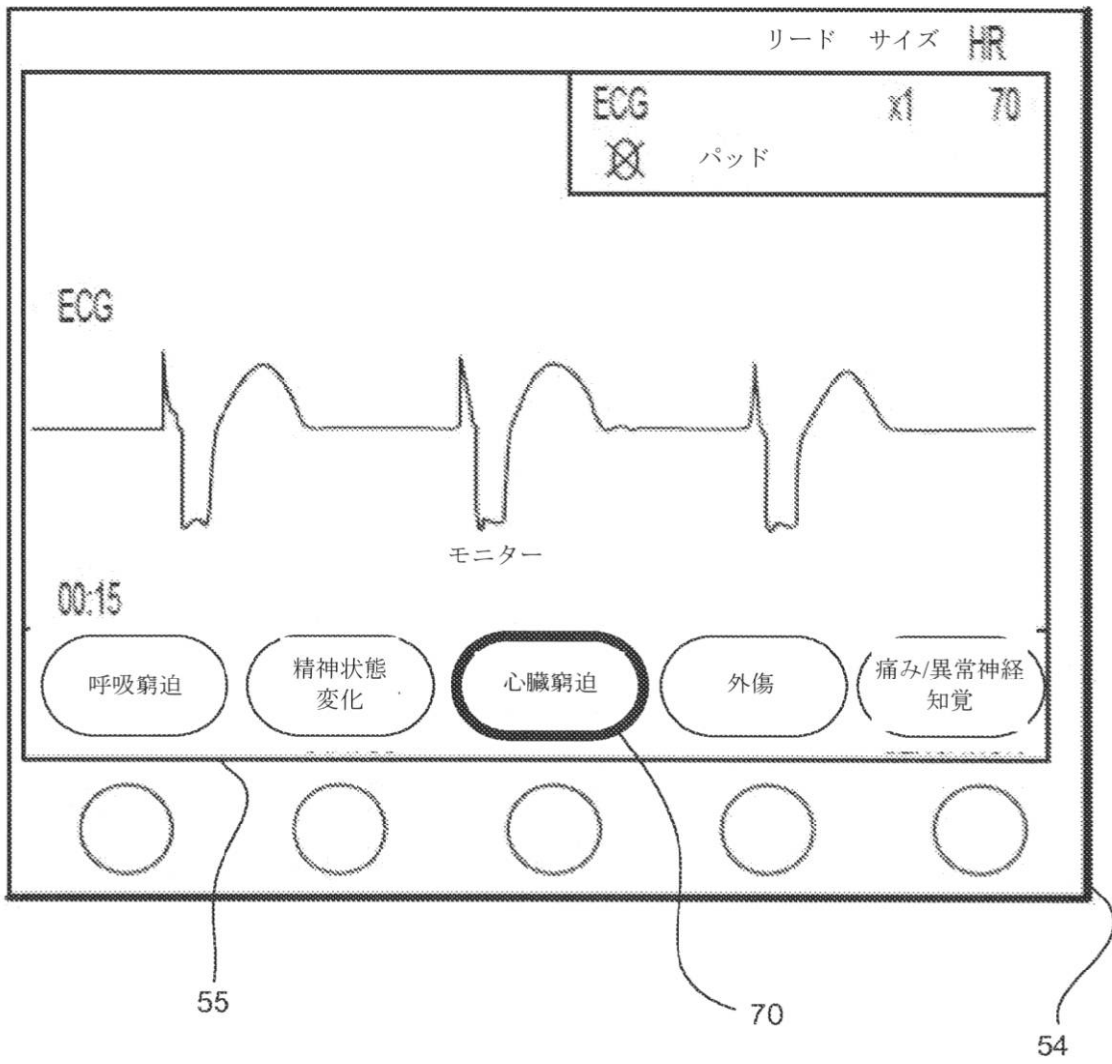 リード サイズ HR
ECG x1 70
パッド
ECG
モニター
00:15
呼吸窮迫
精神状態
変化
心臓窮迫
外傷
痛み/異常神経
知覚
55
70
54